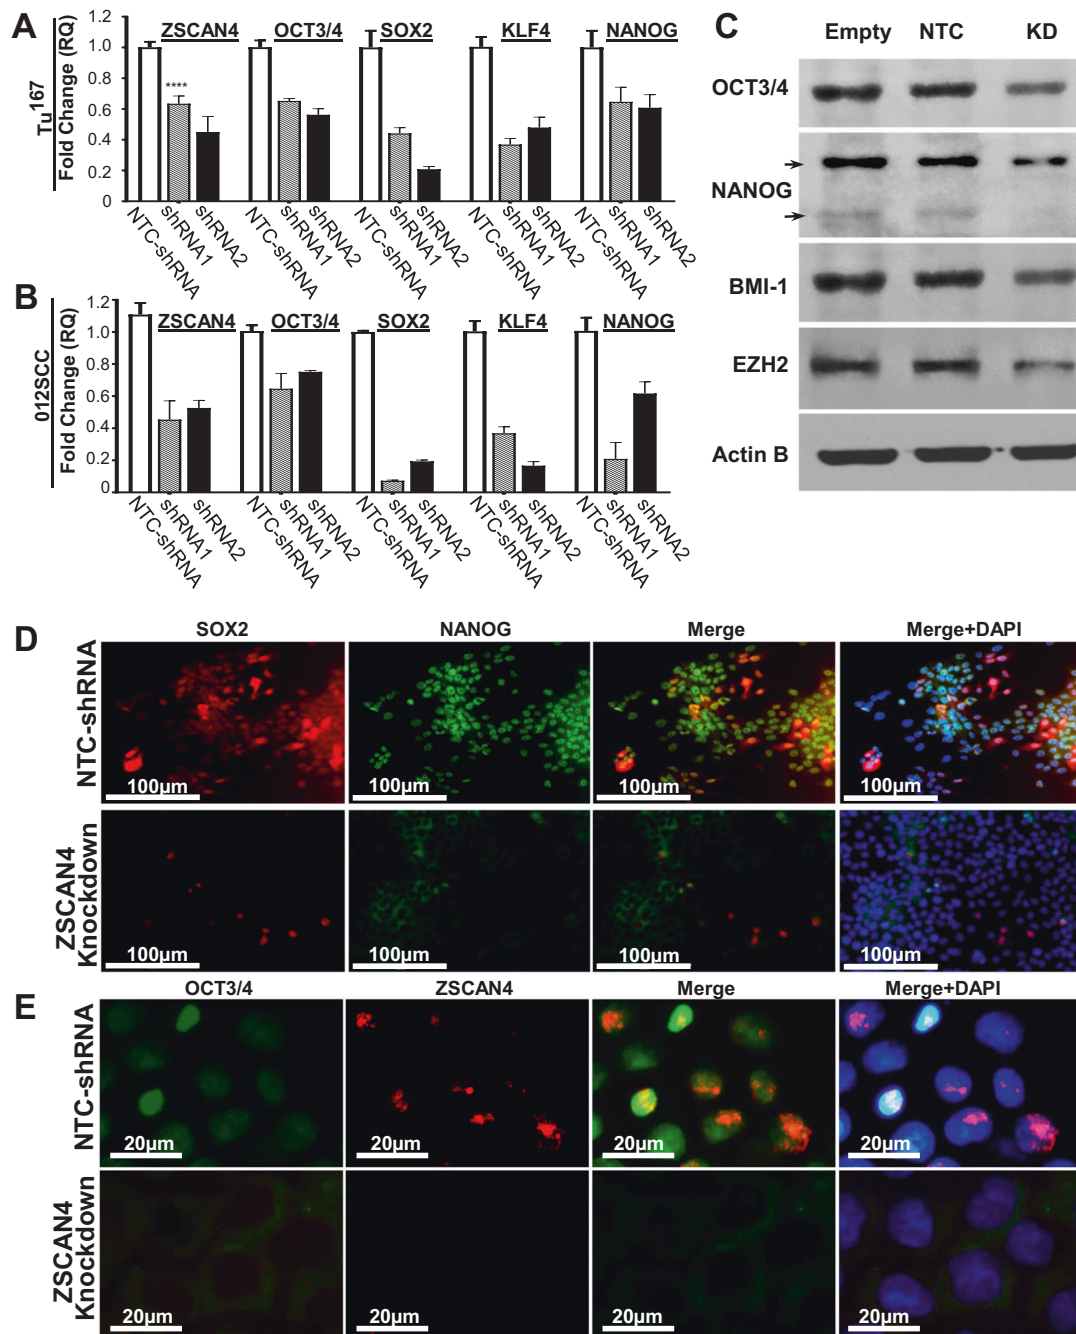 A
Tu167
Fold Change (RQ)
1.2
1.0
0.8
0.6
0.4
0.2
0
ZSCAN4 OCT3/4 SOX2 KLF4 NANOG
****
NTC-shRNA shRNA1 shRNA2 NTC-shRNA shRNA1 shRNA2 NTC-shRNA shRNA1 shRNA2 NTC-shRNA shRNA1 shRNA2 NTC-shRNA shRNA1 shRNA2
B
012SCC
Fold Change (RQ)
1.2
1.0
0.8
0.6
0.4
0.2
0
ZSCAN4 OCT3/4 SOX2 KLF4 NANOG
NTC-shRNA shRNA1 shRNA2 NTC-shRNA shRNA1 shRNA2 NTC-shRNA shRNA1 shRNA2 NTC-shRNA shRNA1 shRNA2 NTC-shRNA shRNA1 shRNA2
C
Empty NTC KD
OCT3/4
NANOG
BMI-1
EZH2
Actin B
D
SOX2 NANOG Merge Merge+DAPI
NTC-shRNA
100µm 100µm 100µm 100µm
ZSCAN4
Knockdown
100µm 100µm 100µm 100µm
E
OCT3/4 ZSCAN4 Merge Merge+DAPI
NTC-shRNA
20µm 20µm 20µm 20µm
ZSCAN4
Knockdown
20µm 20µm 20µm 20µm